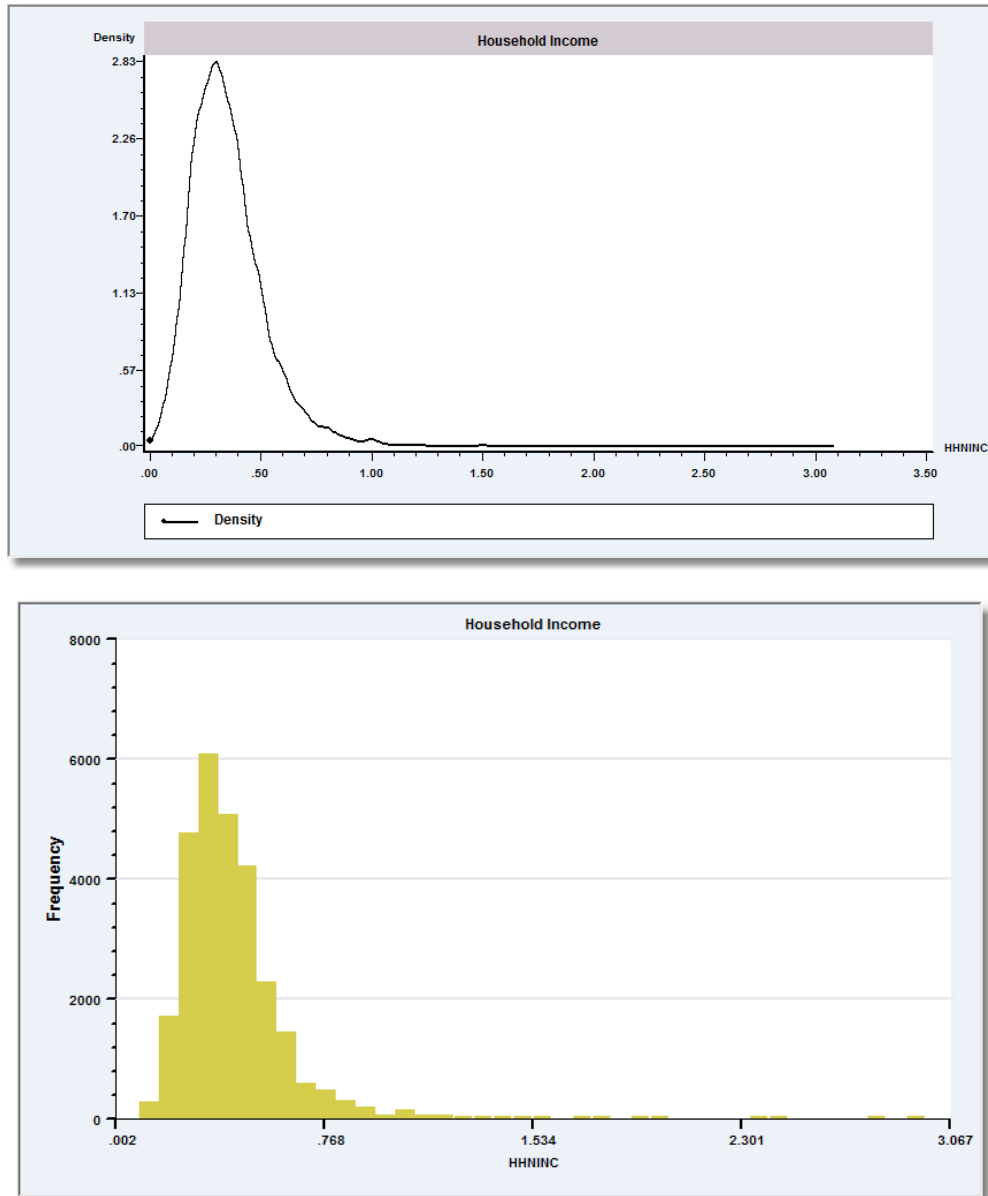 Density
Household Income
2.83
2.26
1.70
1.13
.57
.00
HHNINC
.00 .50 1.00 1.50 2.00 2.50 3.00 3.50
Density
Household Income
8000
6000
4000
2000
0
Frequency
.002 .768 1.534 2.301 3.067
HHNINC